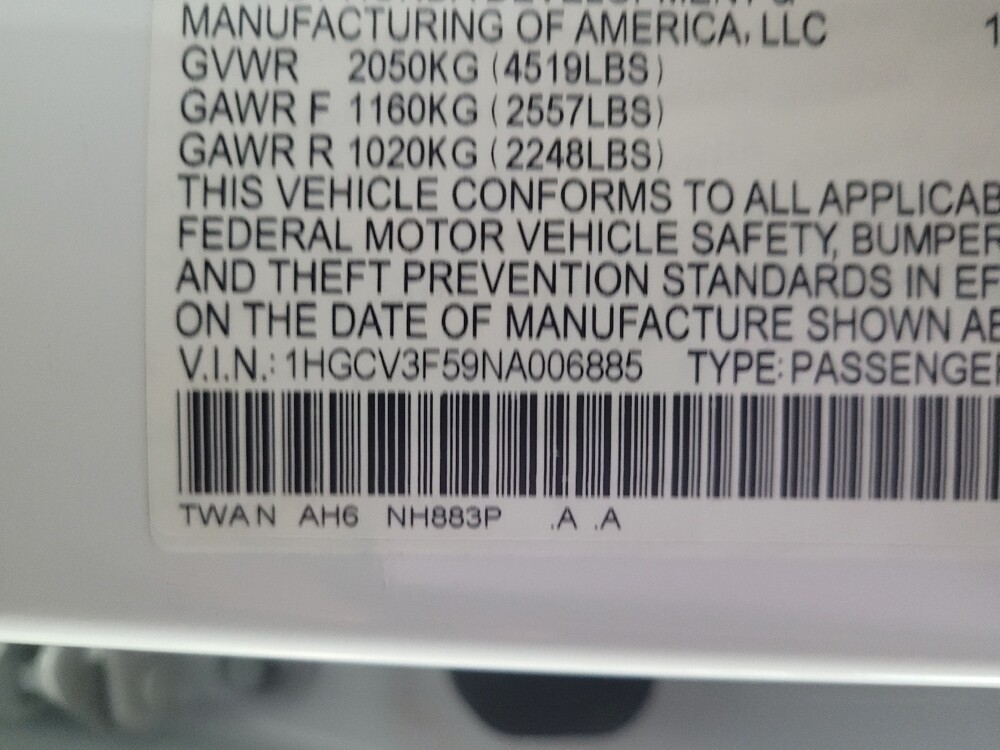 MANUFACTURING OF AMERICA, LLC
GVWR 2050KG (4519LBS)
GAWR F 1160KG (2557LBS)
GAWR R 1020KG (2248LBS)
THIS VEHICLE CONFORMS TO ALL APPLICAB
FEDERAL MOTOR VEHICLE SAFETY, BUMPER
AND THEFT PREVENTION STANDARDS IN EF
ON THE DATE OF MANUFACTURE SHOWN AB
V.I.N.: 1HGCV3F59NA006885 TYPE: PASSENGER
TWAN AH6 NH883P .A .A